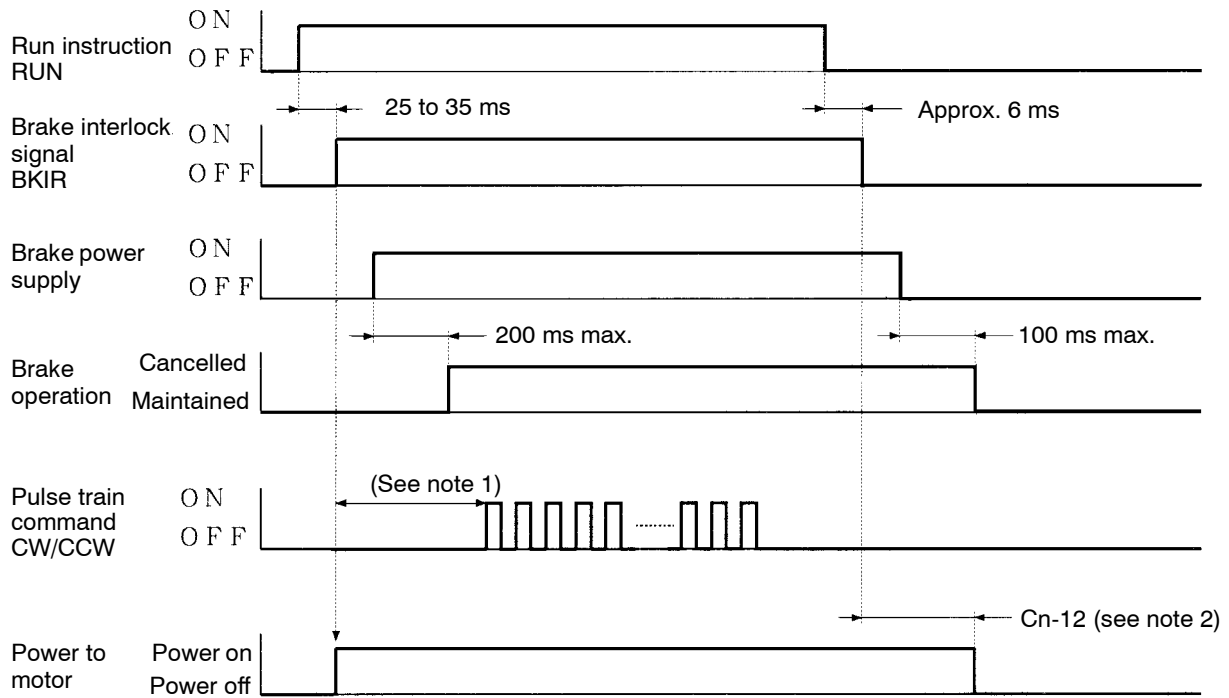 Run instruction
RUN
ON
OFF
25 to 35 ms
Approx. 6 ms
Brake interlock
signal
BKIR
ON
OFF
Brake power
supply
ON
OFF
200 ms max.
100 ms max.
Brake
operation
Cancelled
Maintained
(See note 1)
Pulse train
command
CW/CCW
ON
OFF
Cn-12 (see note 2)
Power to
motor
Power on
Power off